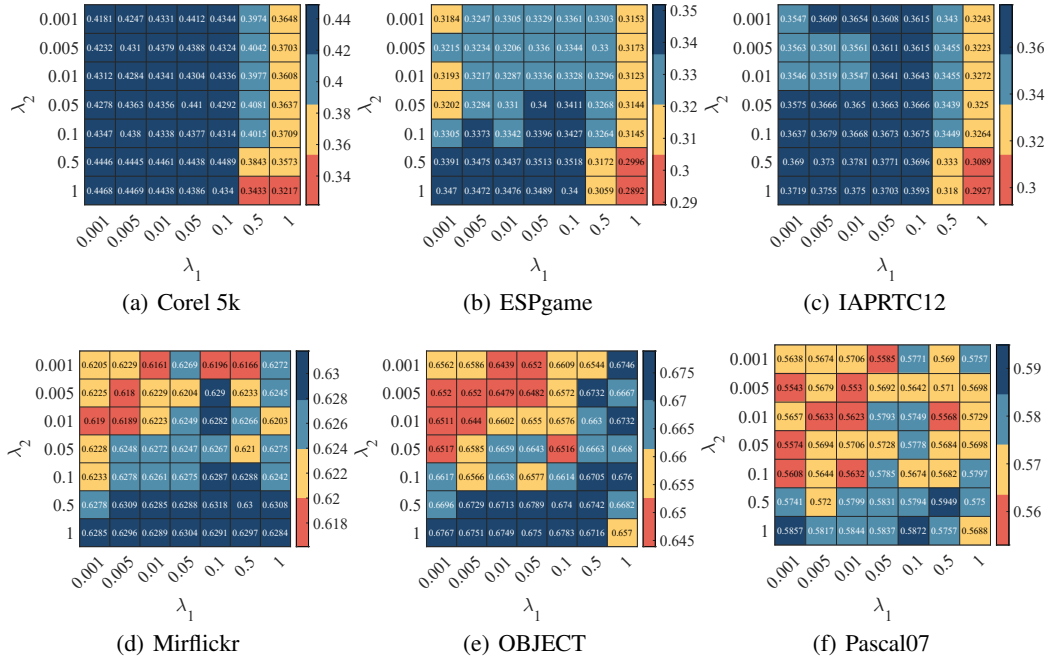 0.001 0.4181 0.4247 0.4331 0.4412 0.4344 0.3974 0.3648
0.005 0.4232 0.431 0.4379 0.4388 0.4324 0.4042 0.3703
0.01 0.4312 0.4284 0.4341 0.4304 0.4336 0.3977 0.3608
0.05 0.4278 0.4363 0.4356 0.441 0.4292 0.4081 0.3637
0.1 0.4347 0.438 0.4338 0.4377 0.4314 0.4015 0.3709
0.5 0.4446 0.4445 0.4461 0.4438 0.4489 0.3843 0.3573
1 0.4468 0.4469 0.4438 0.4386 0.434 0.3433 0.3217
λ2
0.001 0.005 0.01 0.05 0.1 0.5 1
λ1
0.44
0.42
0.4
0.38
0.36
0.34
(a) Corel 5k
0.001 0.3184 0.3247 0.3305 0.3329 0.3361 0.3303 0.3153
0.005 0.3215 0.3234 0.3206 0.336 0.3344 0.33 0.3173
0.01 0.3193 0.3217 0.3287 0.3336 0.3328 0.3296 0.3123
0.05 0.3202 0.3284 0.331 0.34 0.3411 0.3268 0.3144
0.1 0.3305 0.3373 0.3342 0.3396 0.3427 0.3264 0.3145
0.5 0.3391 0.3475 0.3437 0.3513 0.3518 0.3172 0.2996
1 0.347 0.3472 0.3476 0.3489 0.34 0.3059 0.2892
λ2
0.001 0.005 0.01 0.05 0.1 0.5 1
λ1
0.35
0.34
0.33
0.32
0.31
0.3
0.29
(b) ESPgame
0.001 0.3547 0.3609 0.3654 0.3608 0.3615 0.343 0.3243
0.005 0.3563 0.3501 0.3561 0.3611 0.3615 0.3455 0.3223
0.01 0.3546 0.3519 0.3547 0.3641 0.3643 0.3455 0.3272
0.05 0.3575 0.3666 0.365 0.3663 0.3666 0.3439 0.325
0.1 0.3637 0.3679 0.3668 0.3673 0.3675 0.3449 0.3264
0.5 0.369 0.373 0.3781 0.3771 0.3696 0.333 0.3089
1 0.3719 0.3755 0.375 0.3703 0.3593 0.318 0.2927
λ2
0.001 0.005 0.01 0.05 0.1 0.5 1
λ1
0.36
0.34
0.32
0.3
(c) IAPRTC12
0.001 0.6205 0.6229 0.6161 0.6269 0.6196 0.6166 0.6272
0.005 0.6225 0.618 0.6229 0.6204 0.629 0.6233 0.6245
0.01 0.619 0.6189 0.6223 0.6249 0.6282 0.6266 0.6203
0.05 0.6228 0.6248 0.6272 0.6247 0.6267 0.621 0.6253
0.1 0.6233 0.6278 0.6261 0.6275 0.6287 0.6288 0.6242
0.5 0.6278 0.6309 0.6285 0.6288 0.6318 0.63 0.6308
1 0.6285 0.6296 0.6289 0.6304 0.6291 0.6297 0.6284
λ2
0.001 0.005 0.01 0.05 0.1 0.5 1
λ1
0.63
0.628
0.626
0.624
0.622
0.62
0.618
(d) Mirflickr
0.001 0.6562 0.6586 0.6439 0.652 0.6609 0.6544 0.6746
0.005 0.652 0.652 0.6479 0.6482 0.6572 0.6732 0.6667
0.01 0.6511 0.644 0.6602 0.655 0.6576 0.663 0.6732
0.05 0.6517 0.6585 0.6659 0.6643 0.6516 0.6663 0.668
0.1 0.6617 0.6566 0.6638 0.6577 0.6614 0.6705 0.676
0.5 0.6696 0.6729 0.6713 0.6789 0.674 0.6742 0.6682
1 0.6767 0.6751 0.6749 0.675 0.6783 0.6716 0.657
λ2
0.001 0.005 0.01 0.05 0.1 0.5 1
λ1
0.675
0.67
0.665
0.66
0.655
0.65
0.645
(e) OBJECT
0.001 0.5638 0.5674 0.5706 0.5585 0.5771 0.569 0.5757
0.005 0.5543 0.5679 0.553 0.5692 0.5642 0.571 0.5698
0.01 0.5657 0.5633 0.5623 0.5793 0.5749 0.5568 0.5729
0.05 0.5574 0.5694 0.5706 0.5728 0.5778 0.5684 0.5698
0.1 0.5608 0.5644 0.5632 0.5785 0.5674 0.5682 0.5797
0.5 0.5741 0.572 0.5799 0.5831 0.5794 0.5949 0.575
1 0.5857 0.5817 0.5844 0.5837 0.5872 0.5757 0.5688
λ2
0.001 0.005 0.01 0.05 0.1 0.5 1
λ1
0.59
0.58
0.57
0.56
(f) Pascal07